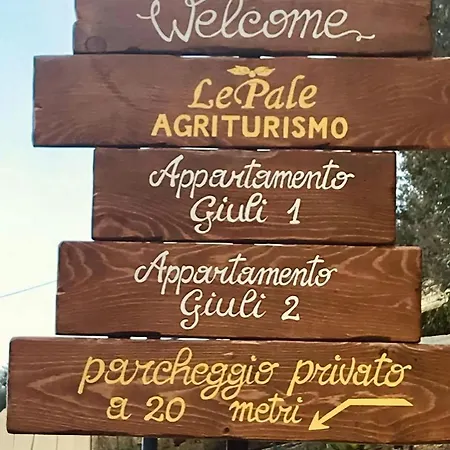 Welcome
Le Pale
AGRITURISMO
Appartamento
Giuli 1
Appartamento
Giuli 2
parcheggio privato
a 20 metri